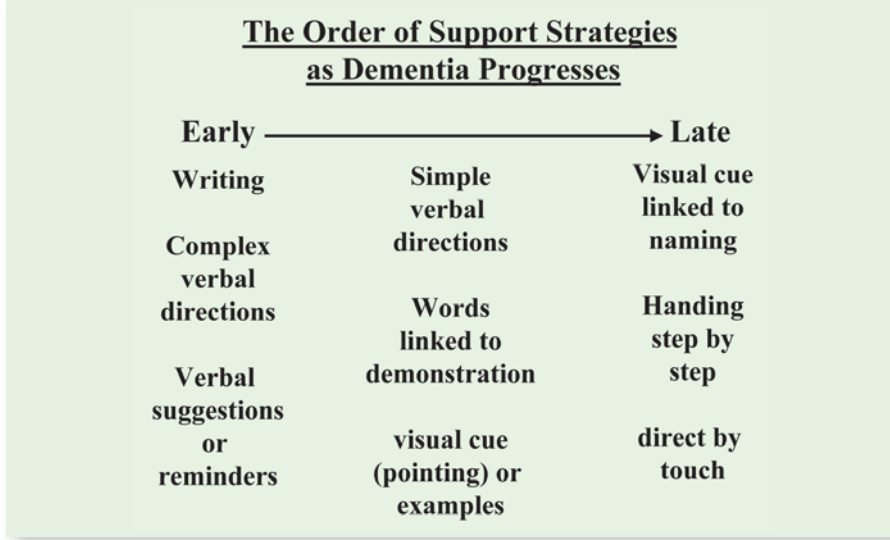 The Order of Support Strategies
as Dementia Progresses
Early
Late
Writing
Complex
verbal
directions
Verbal
suggestions
or
reminders
Simple
verbal
directions
Words
linked to
demonstration
visual cue
(pointing) or
examples
Visual cue
linked to
naming
Handing
step by
step
direct by
touch